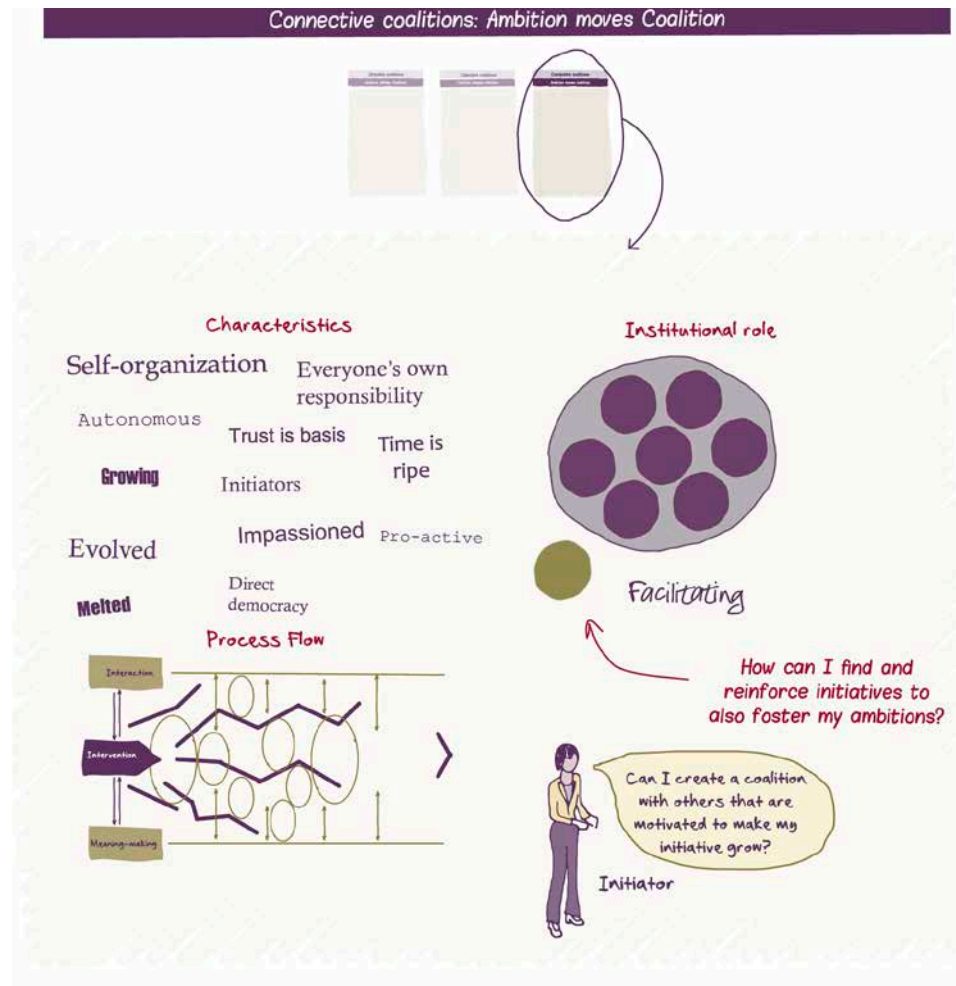 Connective coalitions: Ambition moves Coalition
Characteristics
Self-organization
Everyone's own
responsibility
Autonomous
Trust is basis
Time is
ripe
Growing
Initiators
Impassioned
Pro-active
Evolved
Direct
democracy
Melted
Institutional role
Facilitating
How can I find and
reinforce initiatives to
also foster my ambitions?
Process Flow
Interaction
Intervention
Meaning-making
Can I create a coalition
with others that are
motivated to make my
initiative grow?
Initiator